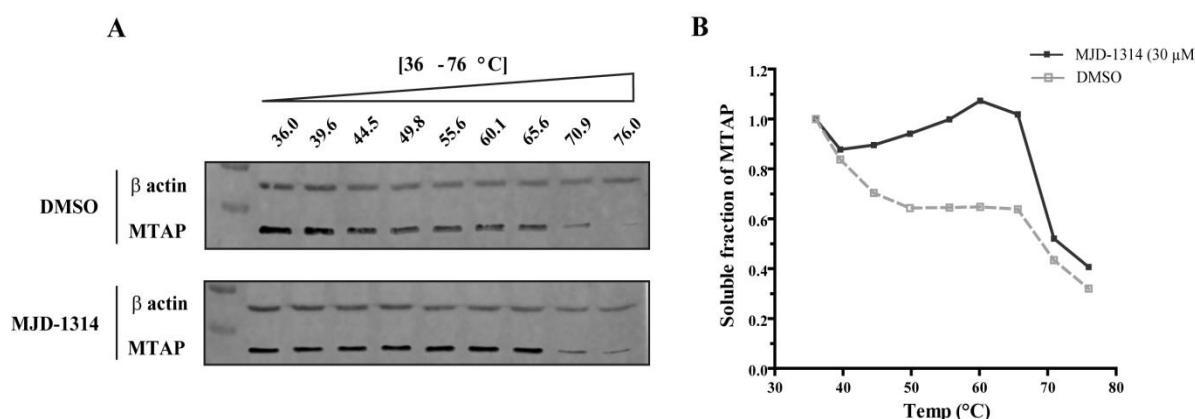 A
[36 - 76 °C]
36.0 39.6 44.5 49.8 55.6 60.1 65.6 70.9 76.0
DMSO
β actin
MTAP
MJD-1314
β actin
MTAP
B
MJD-1314 (30 µM
DMSO
Soluble fraction of MTAP
1.2
1.0
0.8
0.6
0.4
0.2
0.0
30 40 50 60 70 80
Temp (°C)